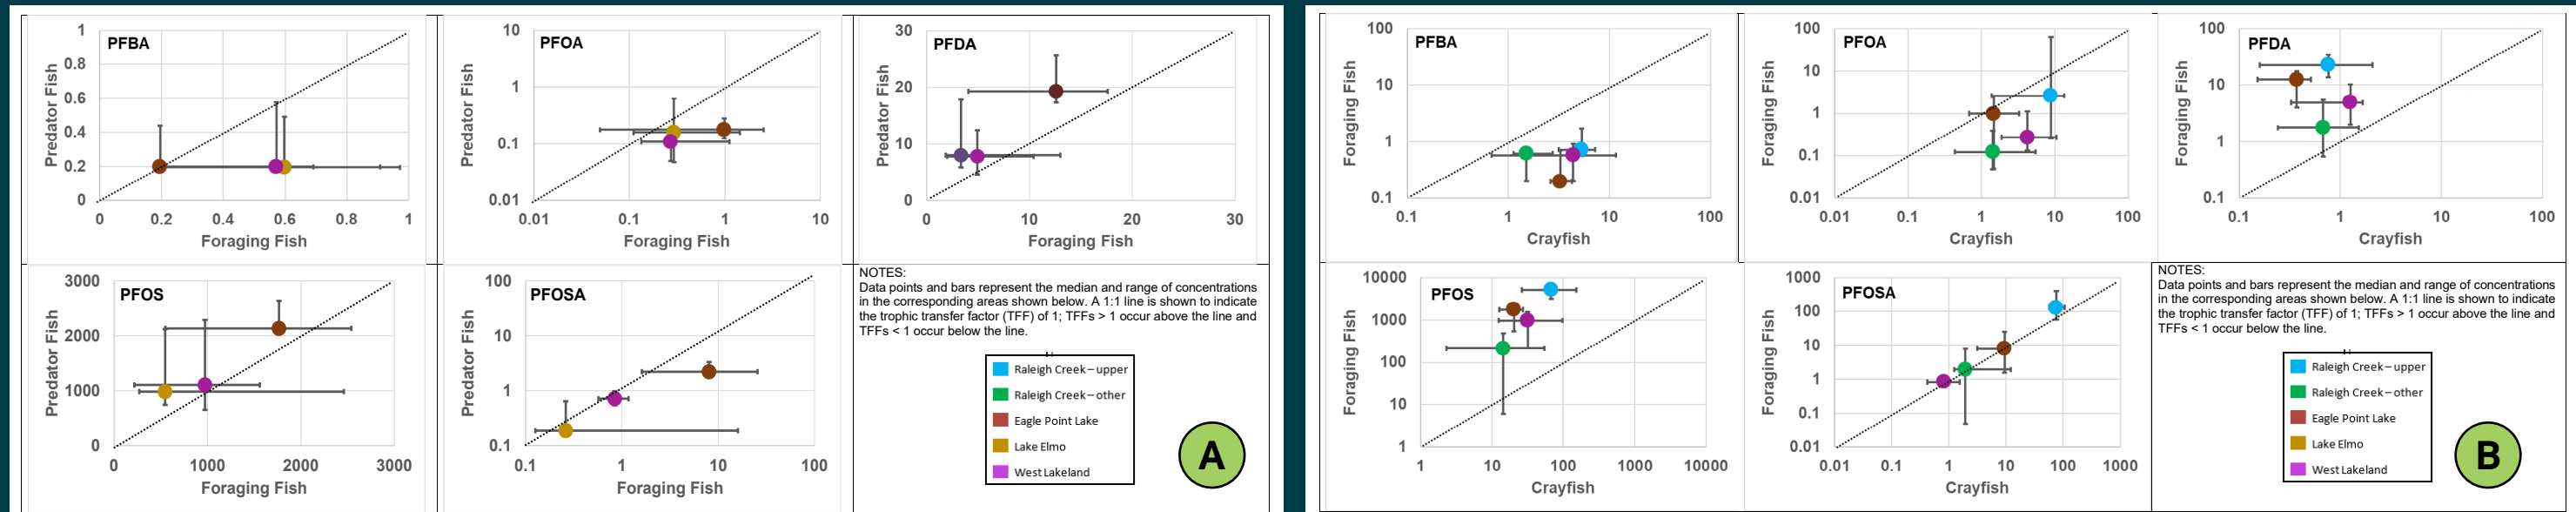 PFBA
Predator Fish
1
0.8
0.6
0.4
0.2
0
0 0.2 0.4 0.6 0.8 1
Foraging Fish
PFOA
Predator Fish
10
1
0.1
0.01
0.01 0.1 1 10
Foraging Fish
PFDA
Predator Fish
30
20
10
0
0 10 20 30
Foraging Fish
PFOS
Predator Fish
3000
2000
1000
0
0 1000 2000 3000
Foraging Fish
PFOSA
Predator Fish
100
10
1
0.1
0.1 1 10 100
Foraging Fish
NOTES:
Data points and bars represent the median and range of concentrations
in the corresponding areas shown below. A 1:1 line is shown to indicate
the trophic transfer factor (TFF) of 1; TFFs > 1 occur above the line and
TFFs < 1 occur below the line.
Raleigh Creek – upper
Raleigh Creek – other
Eagle Point Lake
Lake Elmo
West Lakeland
A
PFBA
Foraging Fish
100
10
1
0.1
0.1 1 10 100
Crayfish
PFOA
Foraging Fish
100
10
1
0.1
0.01
0.01 0.1 1 10 100
Crayfish
PFDA
Foraging Fish
100
10
1
0.1
0.1 1 10 100
Crayfish
PFOS
Foraging Fish
10000
1000
100
10
1
1 10 100 1000 10000
Crayfish
PFOSA
Foraging Fish
1000
100
10
1
0.1
0.01
0.01 0.1 1 10 100 1000
Crayfish
NOTES:
Data points and bars represent the median and range of concentrations
in the corresponding areas shown below. A 1:1 line is shown to indicate
the trophic transfer factor (TFF) of 1; TFFs > 1 occur above the line and
TFFs < 1 occur below the line.
Raleigh Creek – upper
Raleigh Creek – other
Eagle Point Lake
Lake Elmo
West Lakeland
B